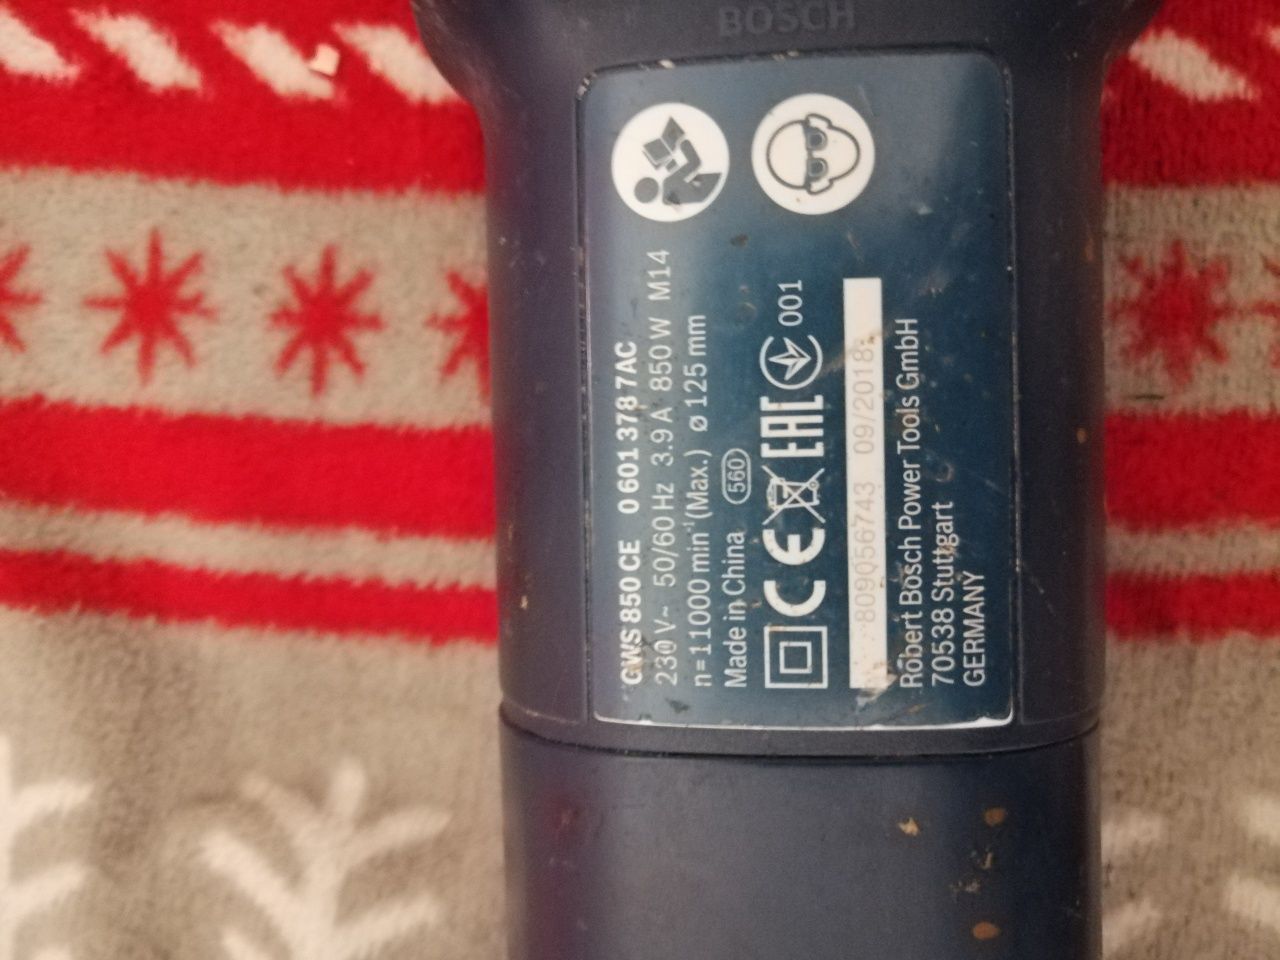 BOSCH
GWS 850 CE 0 601 378 7AC
230 V~ 50/60 Hz 3.9 A 850 W M14
n=11000 min⁻¹ (Max.) ø 125 mm
Made in China 560
CE EAC 001
809056743 09/2018
Robert Bosch Power Tools GmbH
70538 Stuttgart
GERMANY